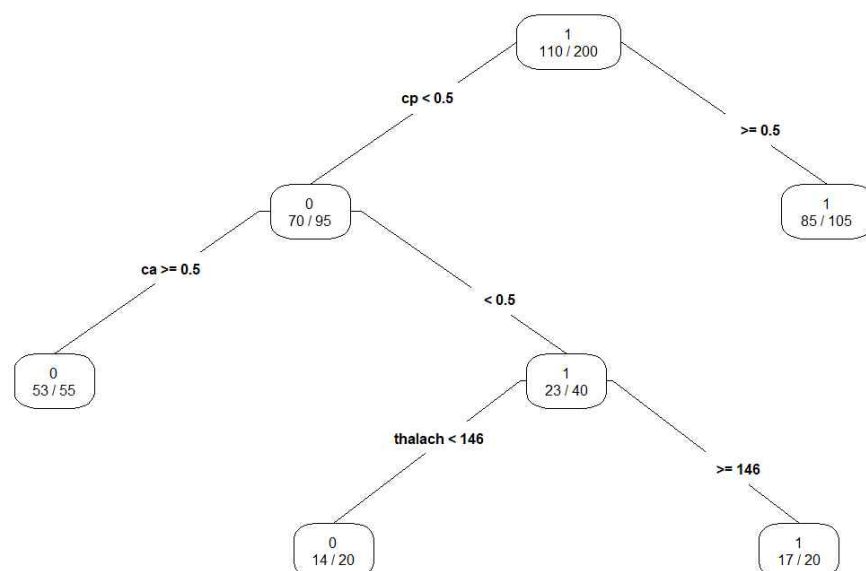 1
110 / 200
cp < 0.5
>= 0.5
0
70 / 95
1
85 / 105
ca >= 0.5
< 0.5
0
53 / 55
1
23 / 40
thalach < 146
>= 146
0
14 / 20
1
17 / 20